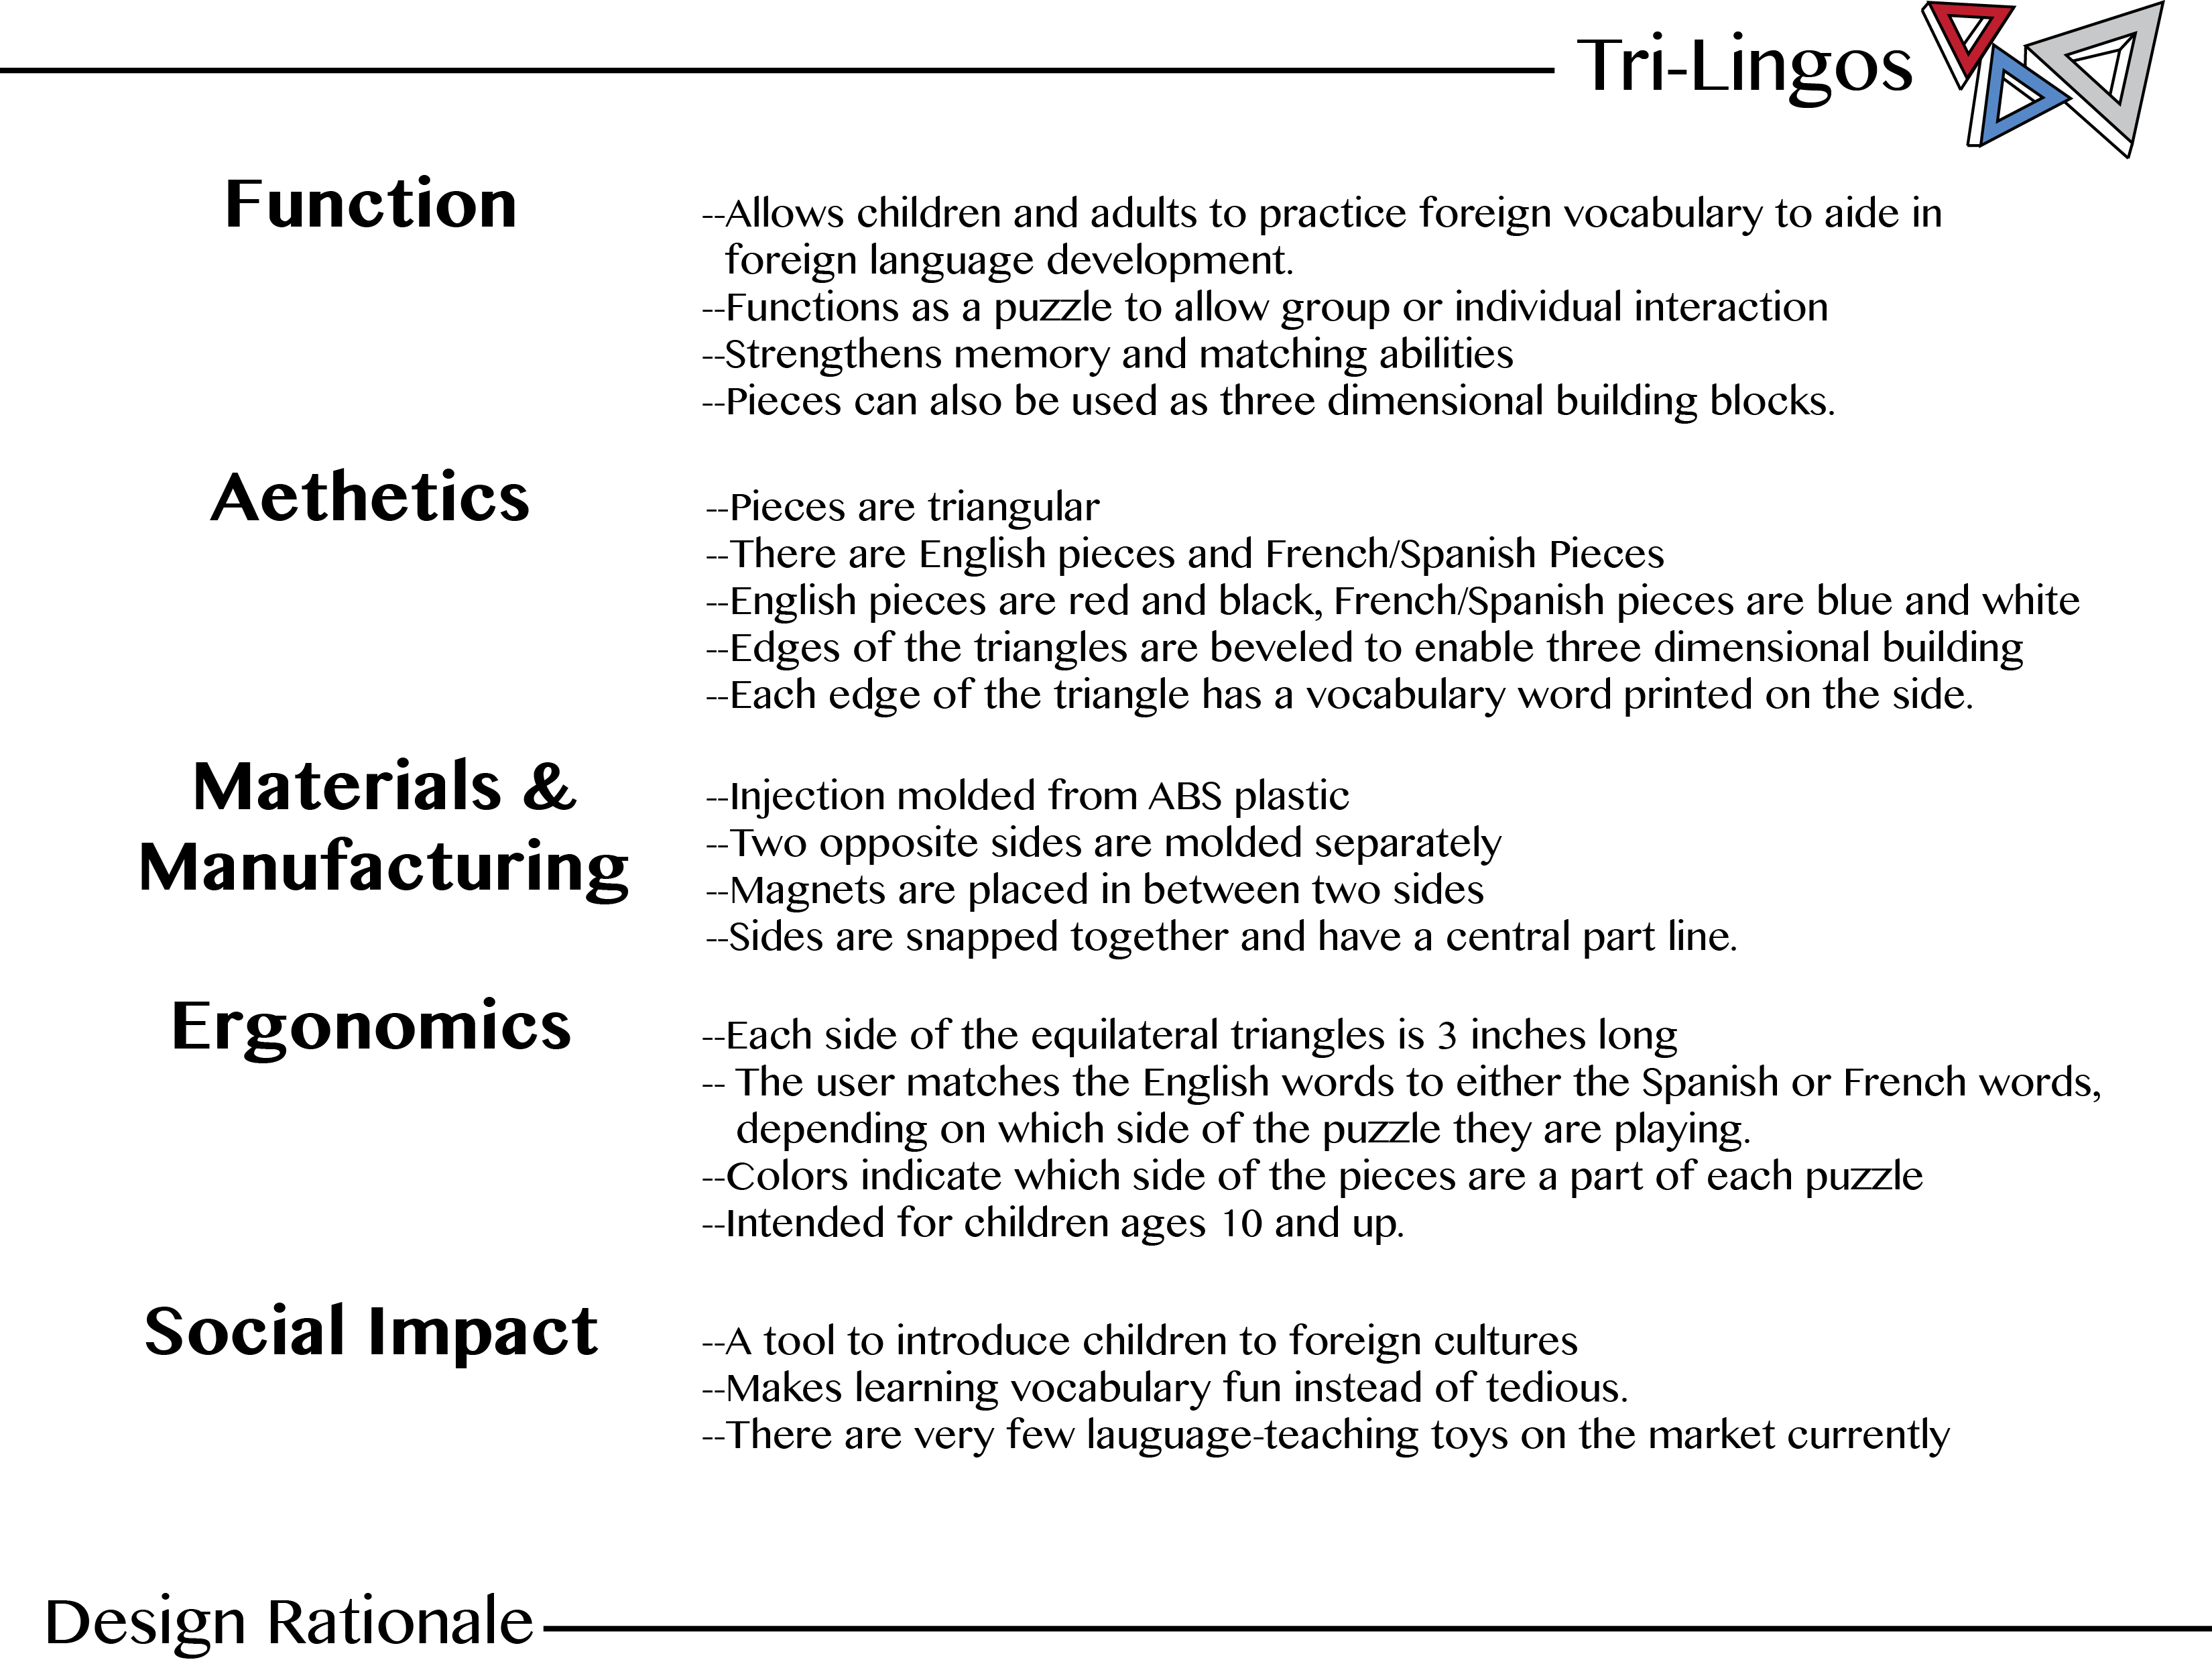 Tri-Lingos
Function
--Allows children and adults to practice foreign vocabulary to aide in
foreign language development.
--Functions as a puzzle to allow group or individual interaction
--Strengthens memory and matching abilities
--Pieces can also be used as three dimensional building blocks.
Aethetics
--Pieces are triangular
--There are English pieces and French/Spanish Pieces
--English pieces are red and black, French/Spanish pieces are blue and white
--Edges of the triangles are beveled to enable three dimensional building
--Each edge of the triangle has a vocabulary word printed on the side.
Materials &
Manufacturing
--Injection molded from ABS plastic
--Two opposite sides are molded separately
--Magnets are placed in between two sides
--Sides are snapped together and have a central part line.
Ergonomics
--Each side of the equilateral triangles is 3 inches long
-- The user matches the English words to either the Spanish or French words,
depending on which side of the puzzle they are playing.
--Colors indicate which side of the pieces are a part of each puzzle
--Intended for children ages 10 and up.
Social Impact
--A tool to introduce children to foreign cultures
--Makes learning vocabulary fun instead of tedious.
--There are very few lauguage-teaching toys on the market currently
Design Rationale